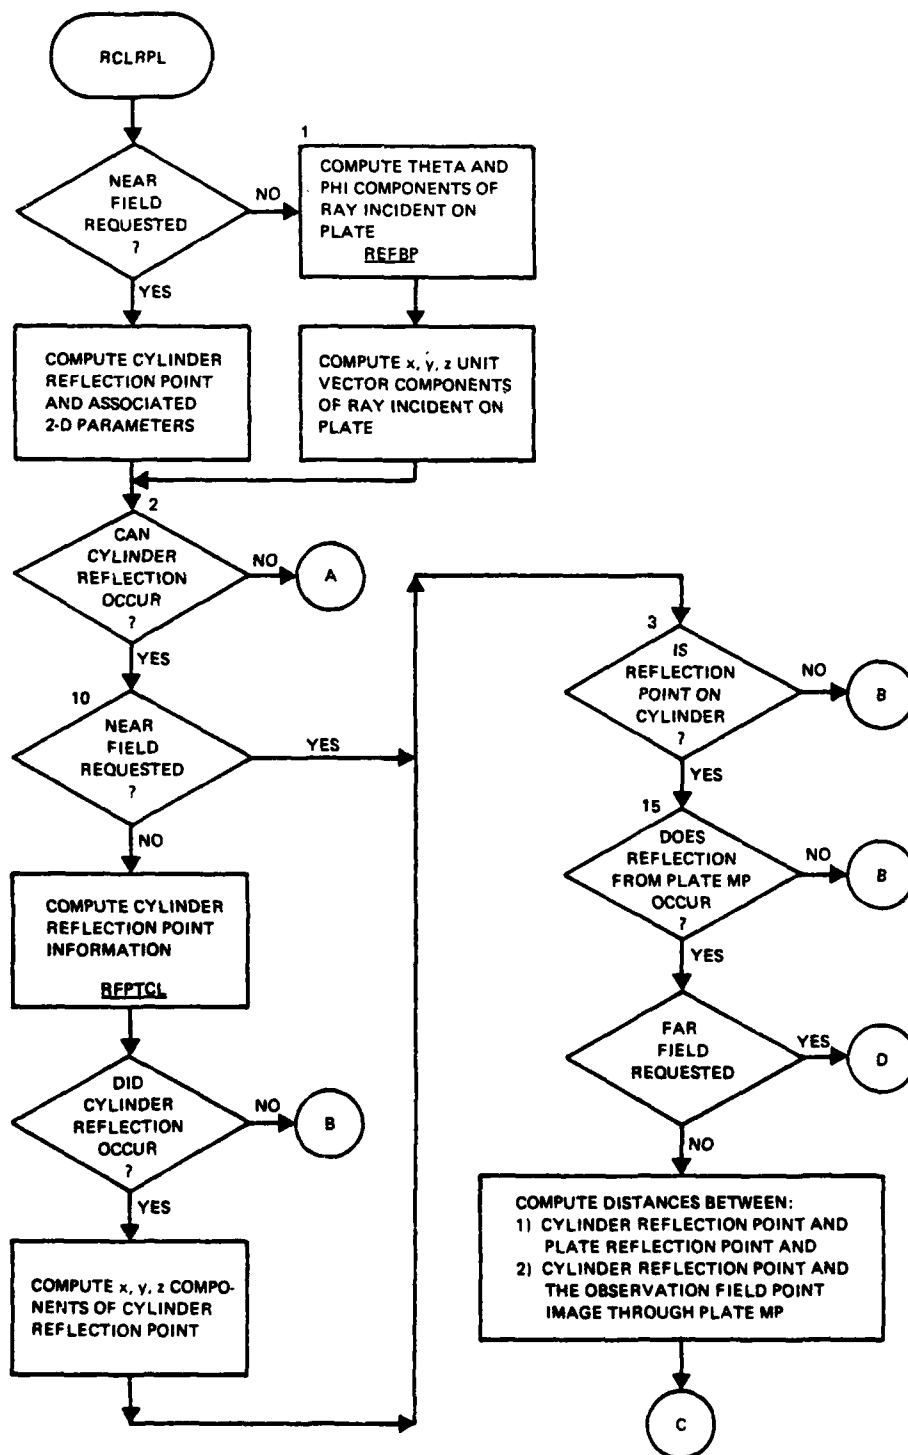 RCLRPL
NEAR
FIELD
REQUESTED
?
NO
YES
1
COMPUTE THETA AND
PHI COMPONENTS OF
RAY INCIDENT ON
PLATE
REFBP
COMPUTE CYLINDER
REFLECTION POINT
AND ASSOCIATED
2-D PARAMETERS
COMPUTE x, y, z UNIT
VECTOR COMPONENTS
OF RAY INCIDENT ON
PLATE
2
CAN
CYLINDER
REFLECTION
OCCUR
?
NO
A
YES
10
NEAR
FIELD
REQUESTED
?
YES
NO
COMPUTE CYLINDER
REFLECTION POINT
INFORMATION
RFPTCL
DID
CYLINDER
REFLECTION
OCCUR
?
NO
B
YES
COMPUTE x, y, z COMPO-
NENTS OF CYLINDER
REFLECTION POINT
3
IS
REFLECTION
POINT ON
CYLINDER
?
NO
B
YES
15
DOES
REFLECTION
FROM PLATE MP
OCCUR
?
NO
B
YES
FAR
FIELD
REQUESTED
YES
D
NO
COMPUTE DISTANCES BETWEEN:
1) CYLINDER REFLECTION POINT AND
PLATE REFLECTION POINT AND
2) CYLINDER REFLECTION POINT AND
THE OBSERVATION FIELD POINT
IMAGE THROUGH PLATE MP
C